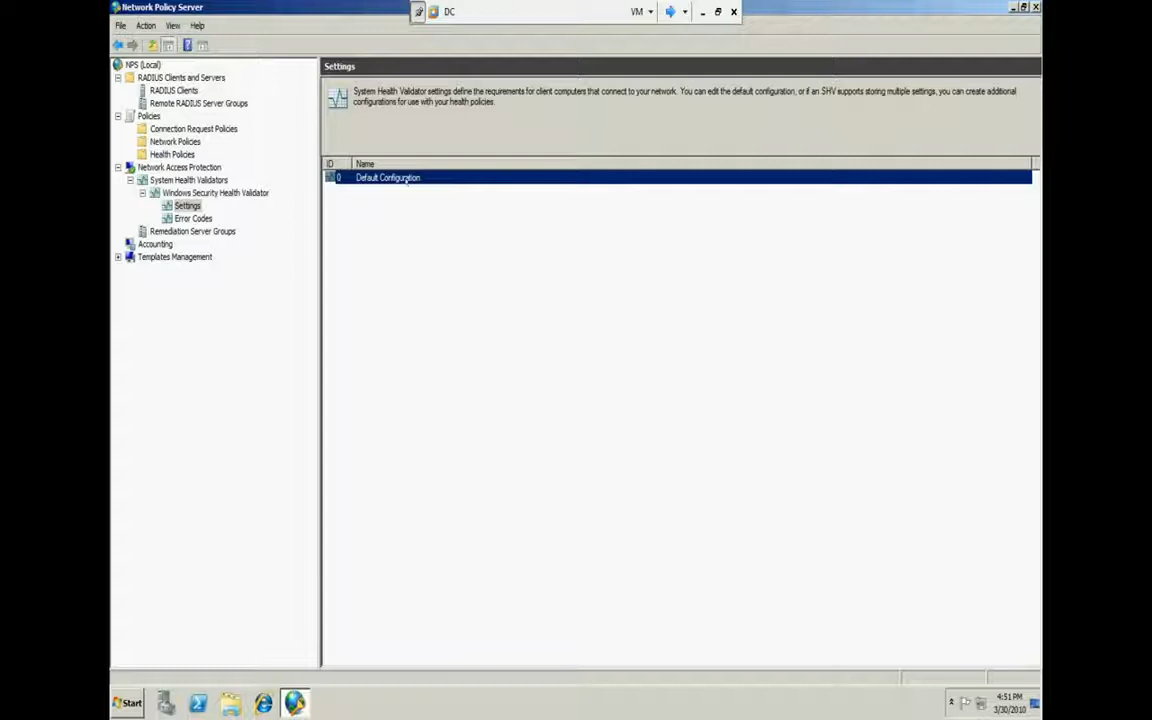 Network Policy Server
DC
VM
File Action View Help
NPS (Local)
RADIUS Clients and Servers
RADIUS Clients
Remote RADIUS Server Groups
Policies
Connection Request Policies
Network Policies
Health Policies
Network Access Protection
System Health Validators
Windows Security Health Validator
Settings
Error Codes
Remediation Server Groups
Accounting
Templates Management
Settings
System Health Validator settings define the requirements for client computers that connect to your network. You can edit the default configuration, or if an SHV supports storing multiple settings, you can create additional
configurations for use with your health policies.
ID Name
0 Default Configuration
Start
4:51 PM
3/30/2010